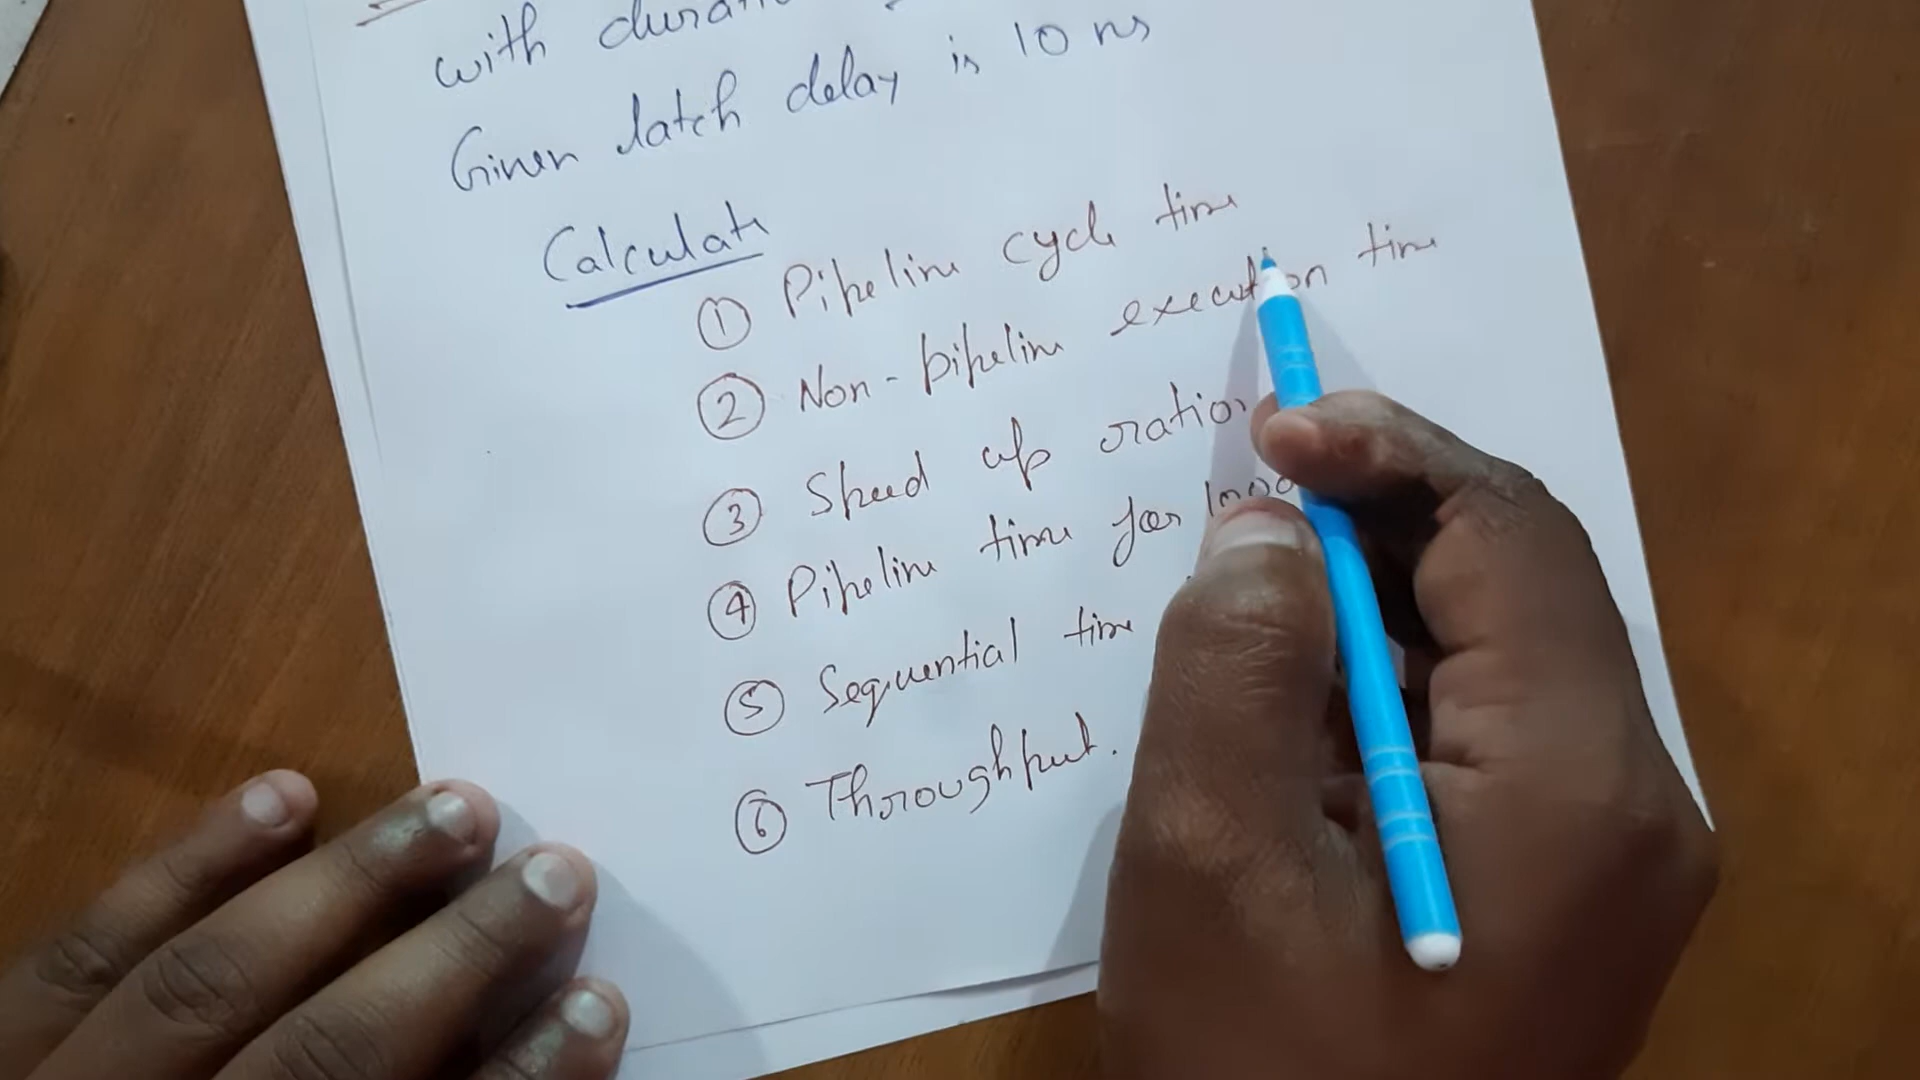 with
Given latch delay is 10 ns
Calculate
① Pipeline cycle time
② Non-pipeline execution time
③ Speed up ratio
④ Pipeline time for 1000
⑤ Sequential time
⑥ Throughput.